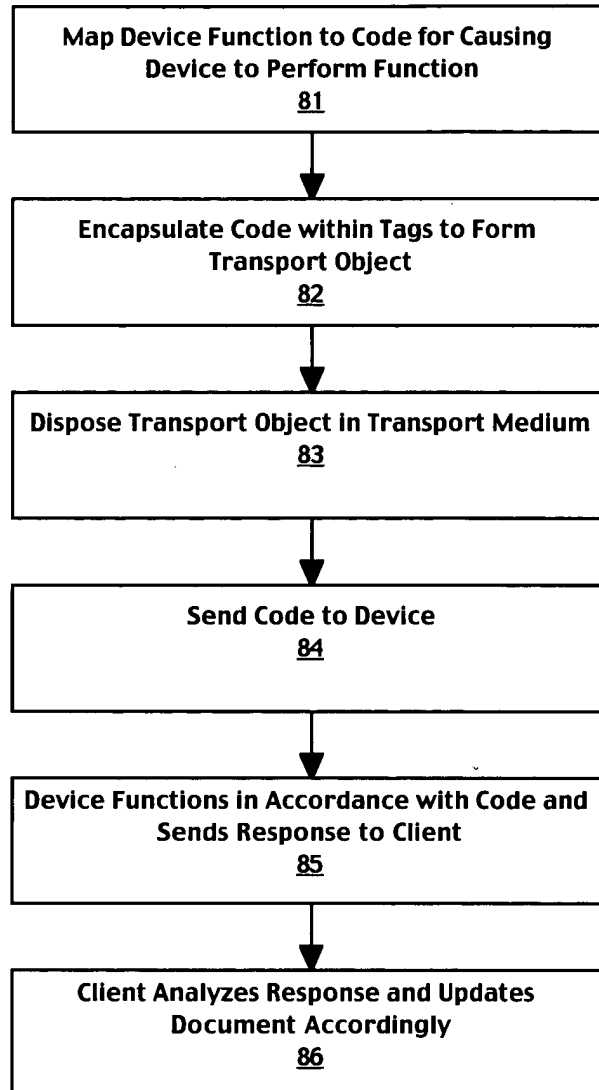 Map Device Function to Code for Causing
Device to Perform Function
81
Encapsulate Code within Tags to Form
Transport Object
82
Dispose Transport Object in Transport Medium
83
Send Code to Device
84
Device Functions in Accordance with Code and
Sends Response to Client
85
Client Analyzes Response and Updates
Document Accordingly
86